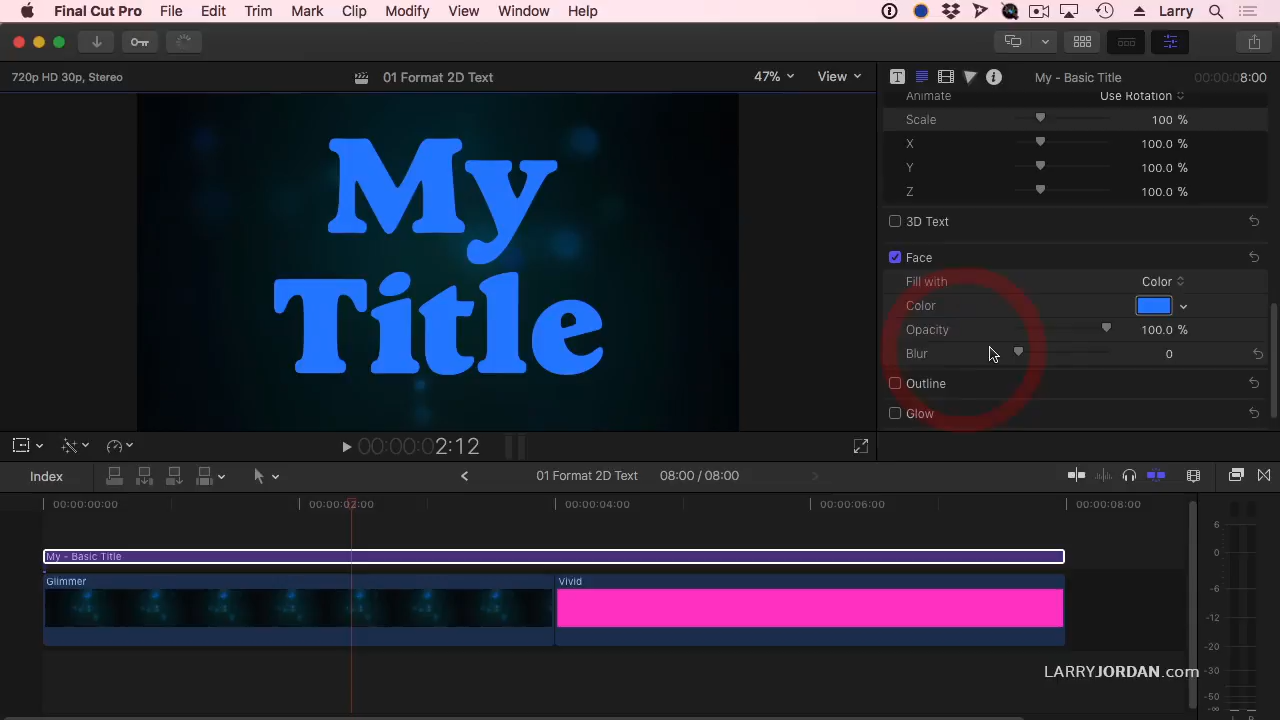 Final Cut Pro File Edit Trim Mark Clip Modify View Window Help Larry
720p HD 30p, Stereo 01 Format 2D Text 47% View My - Basic Title 00:00:08:00
Animate Use Rotation
Scale 100 %
X 100.0 %
Y 100.0 %
Z 100.0 %
3D Text
Face
Fill with Color
Color
Opacity 100.0 %
Blur 0
Outline
Glow
My
Title
00:00:00:02:12
Index 01 Format 2D Text 08:00 / 08:00
00:00:00:00 00:00:02:00 00:00:04:00 00:00:06:00 00:00:08:00
My - Basic Title
Glimmer Vivid
6
0
-6
-12
-20
-30
-50
-∞
LARRYJORDAN.com